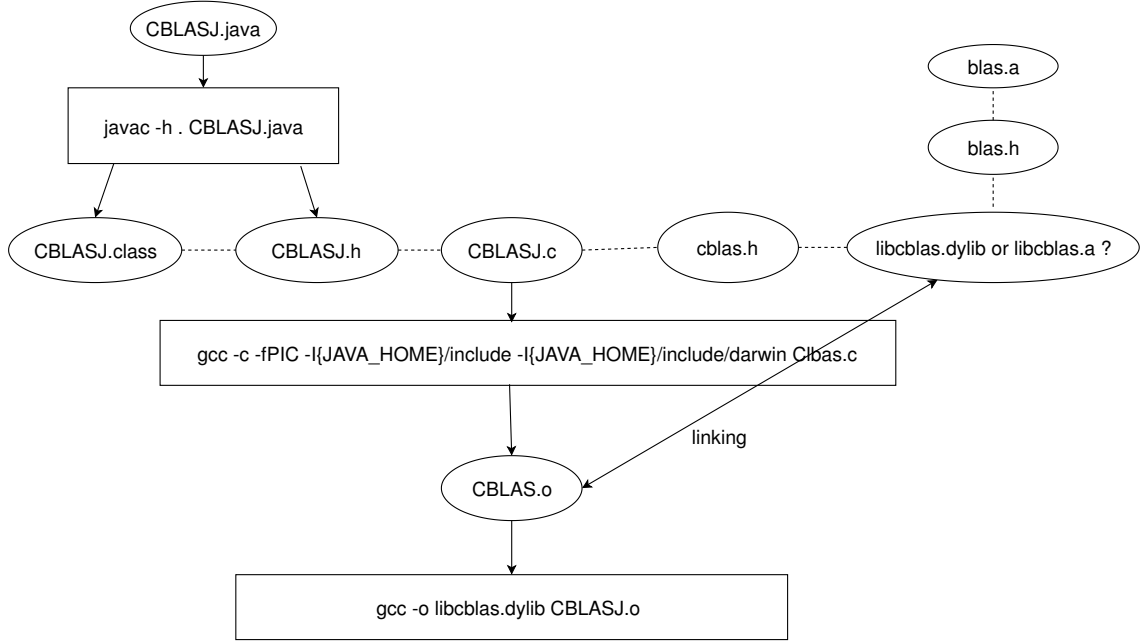 CBLASJ.java
blas.a
javac -h . CBLASJ.java
blas.h
CBLASJ.class
CBLASJ.h
CBLASJ.c
cblas.h
libcblas.dylib or libcblas.a ?
gcc -c -fPIC -I{JAVA_HOME}/include -I{JAVA_HOME}/include/darwin Clbas.c
linking
CBLAS.o
gcc -o libcblas.dylib CBLASJ.o